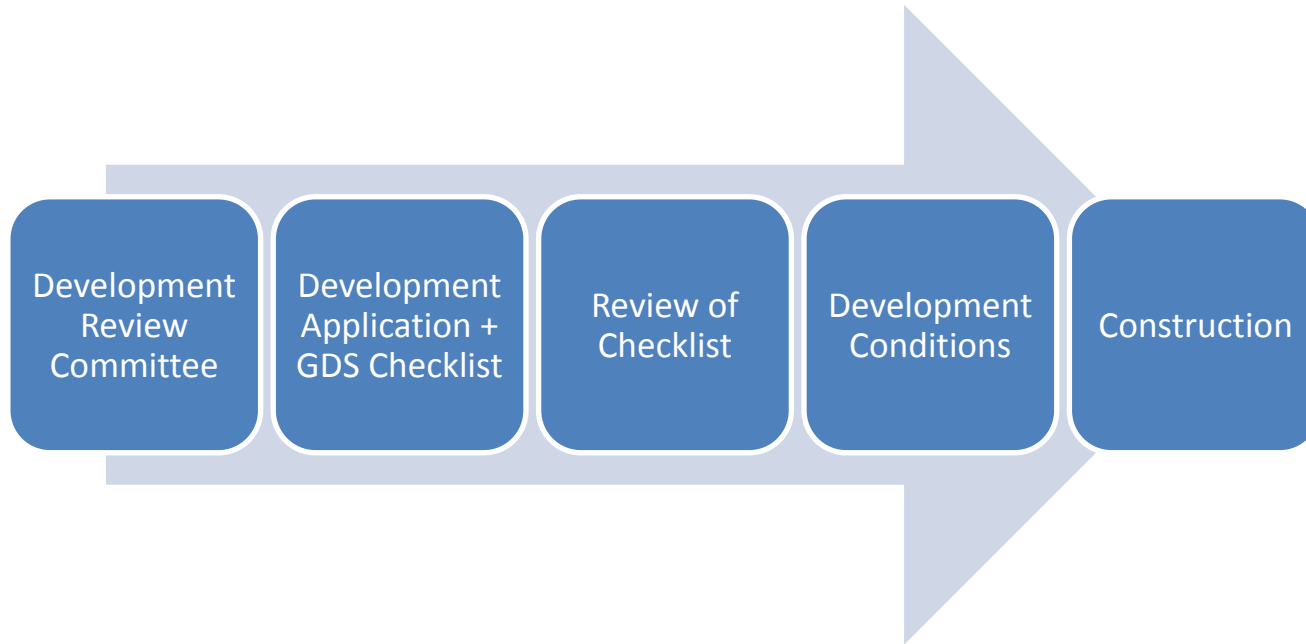 Development
Review
Committee
Development
Application +
GDS Checklist
Review of
Checklist
Development
Conditions
Construction